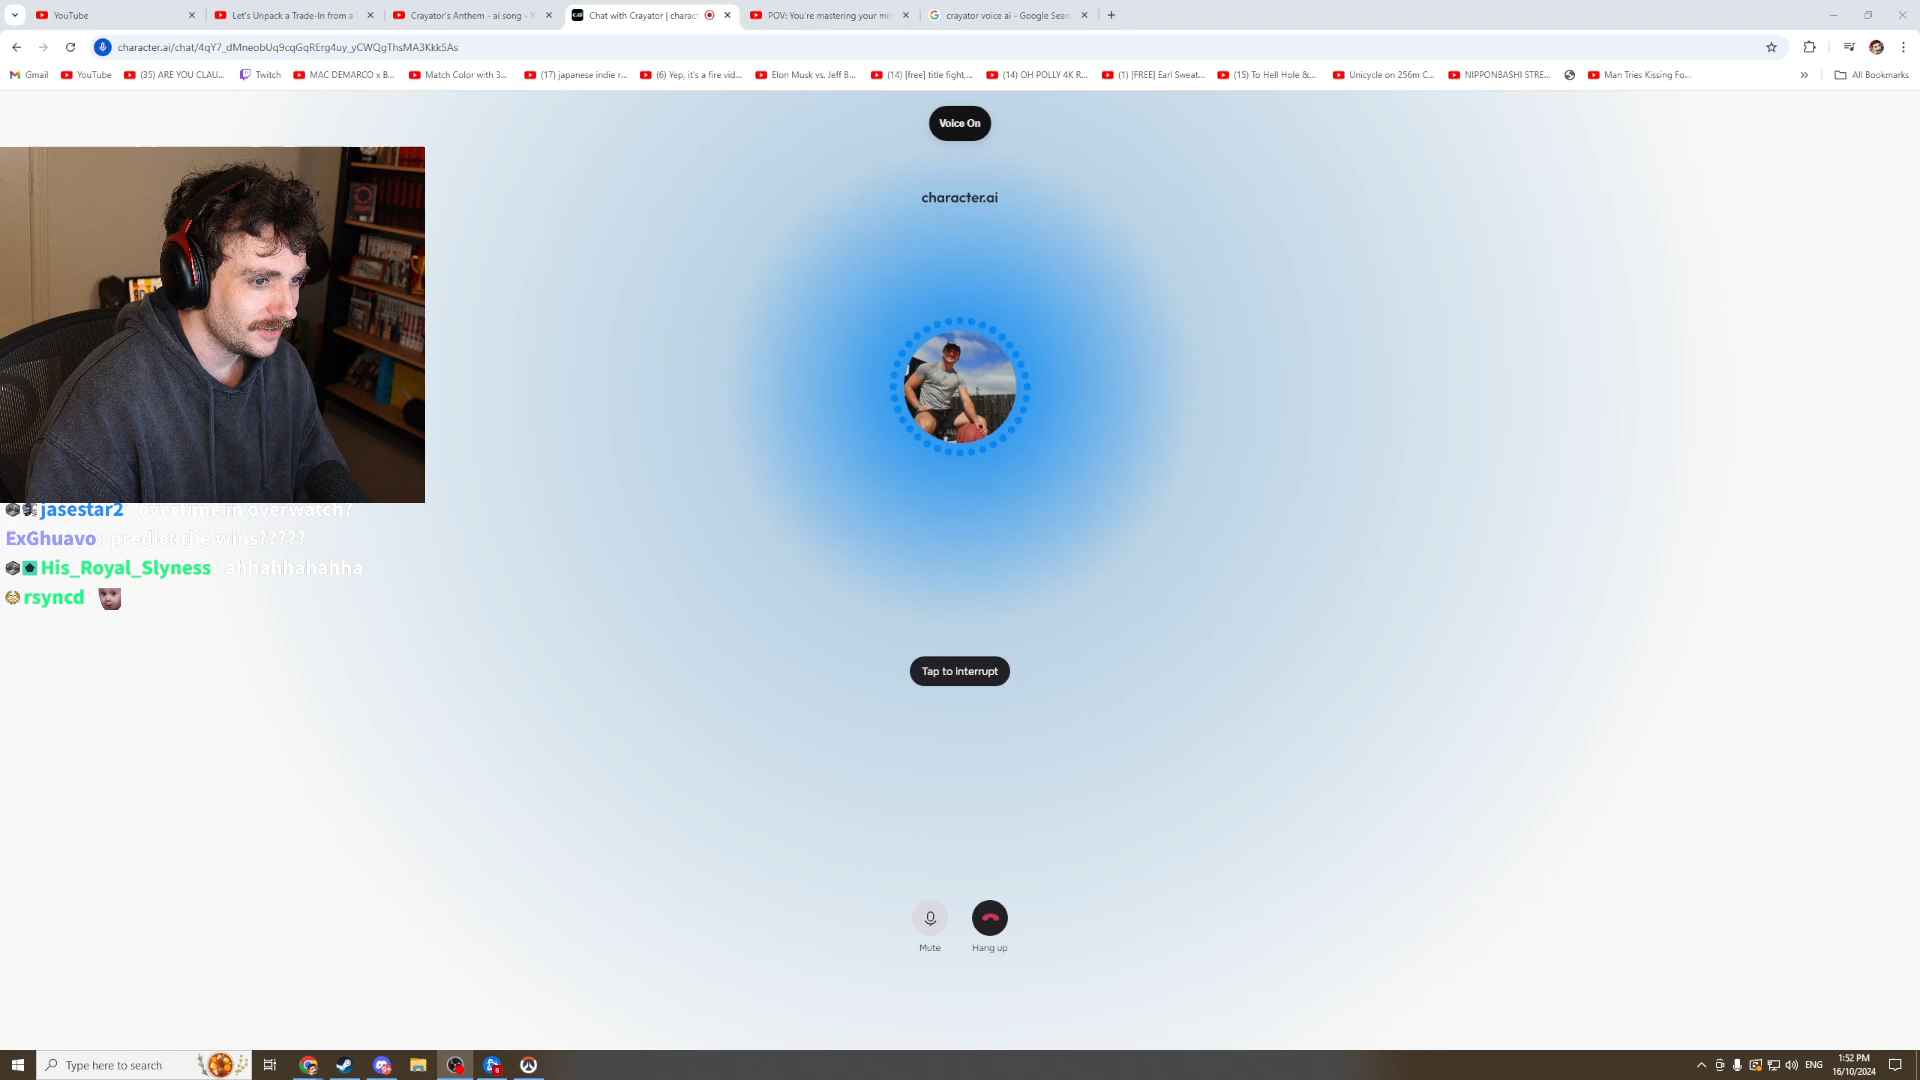 YouTube
Let's Unpack a Trade-In from a
Crayator's Anthem - ai song - Y
Chat with Crayator | charact
POV: You're mastering your mi
crayator voice ai - Google Sear
character.ai/chat/4qY7_dMneobUq9cqGqRErg4uy_yCWQgThsMA3Kkk5As
Gmail
YouTube
(35) ARE YOU CLAU...
Twitch
MAC DEMARCO x B...
Match Color with 3...
(17) japanese indie r...
(6) Yep, it's a fire vid...
Elon Musk vs. Jeff B...
(14) [free] title fight,...
(14) OH POLLY 4K R...
(1) [FREE] Earl Sweat...
(15) To Hell Hole &...
Unicycle on 256m C...
NIPPONBASHI STRE...
Man Tries Kissing Fo...
All Bookmarks
Voice On
character.ai
jasestar2: overtime in overwatch?
ExGhuavo: predict the wins?????
His_Royal_Slyness: ahhahhahahha
rsyncd
Tap to interrupt
Mute
Hang up
Type here to search
ENG
1:52 PM
16/10/2024